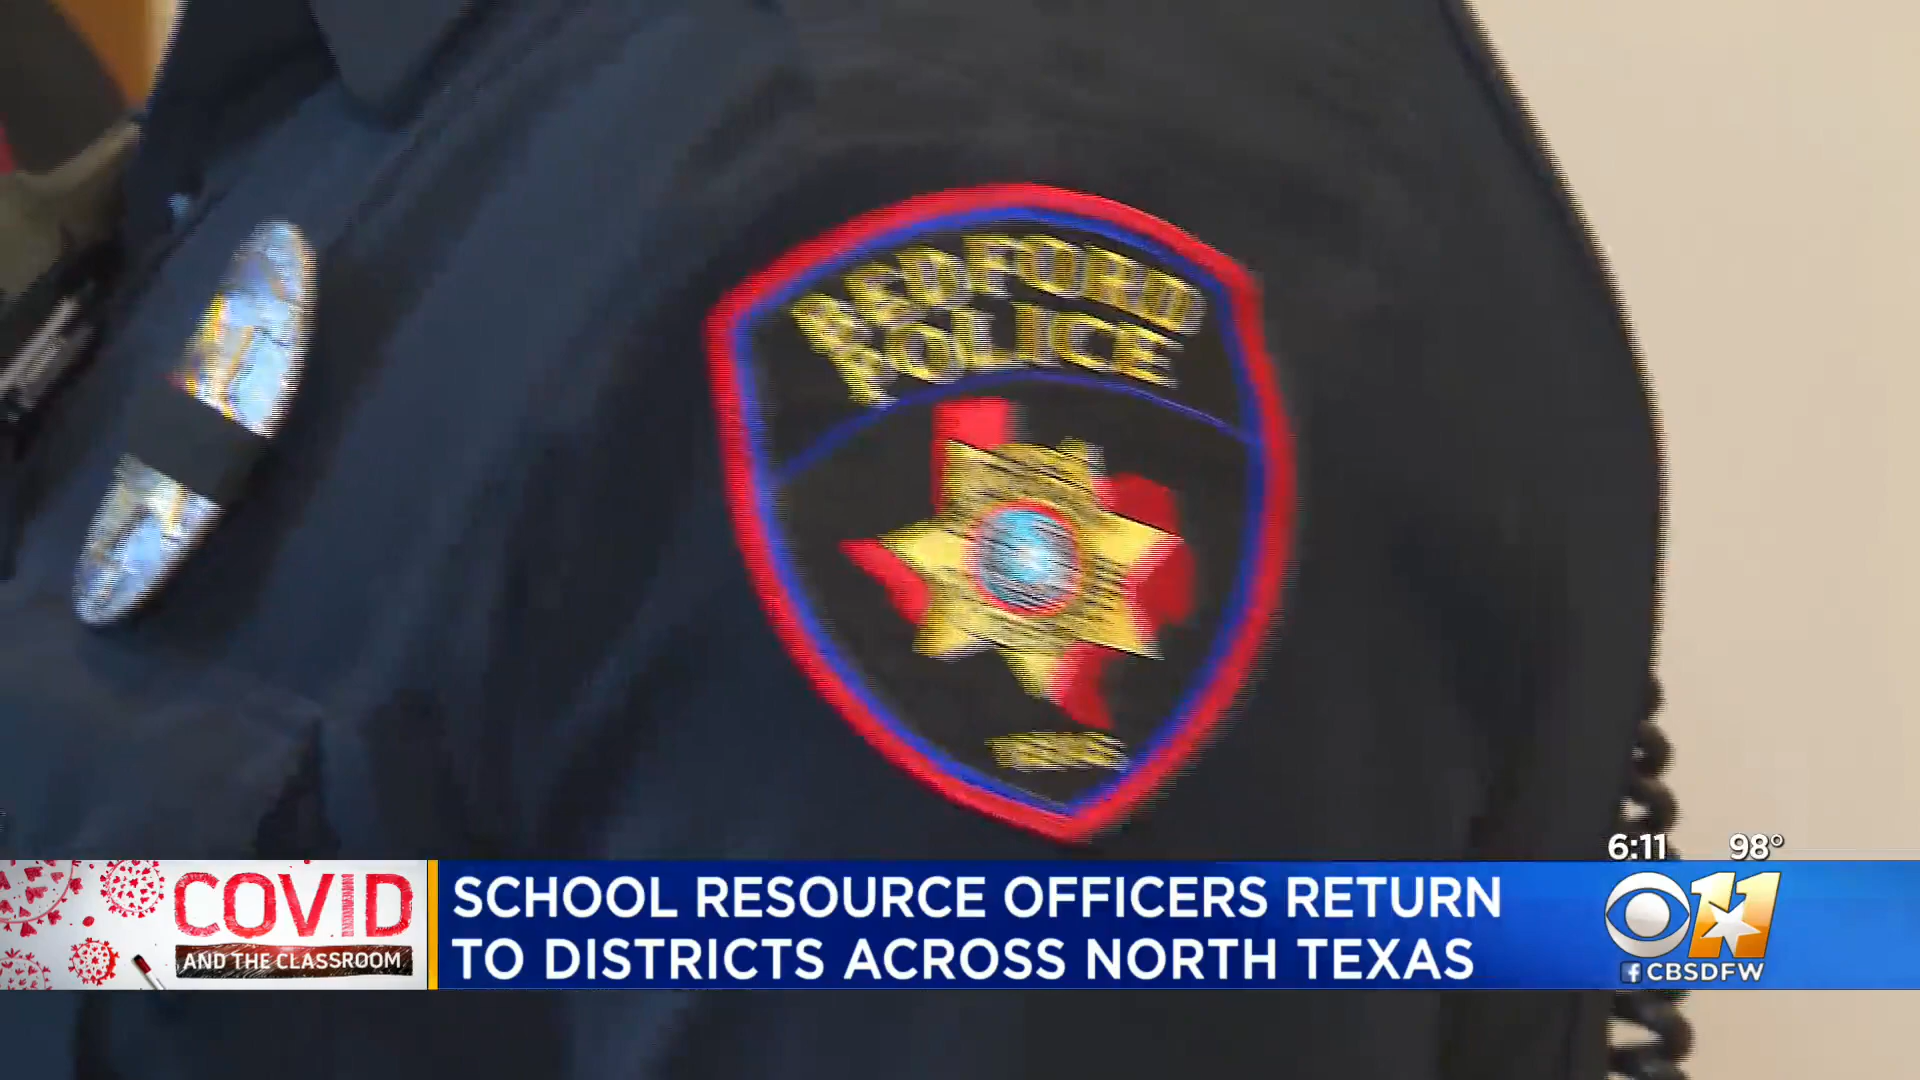 BEDFORD
POLICE
6:11 98°
COVID
AND THE CLASSROOM
SCHOOL RESOURCE OFFICERS RETURN
TO DISTRICTS ACROSS NORTH TEXAS
11
CBSDFW